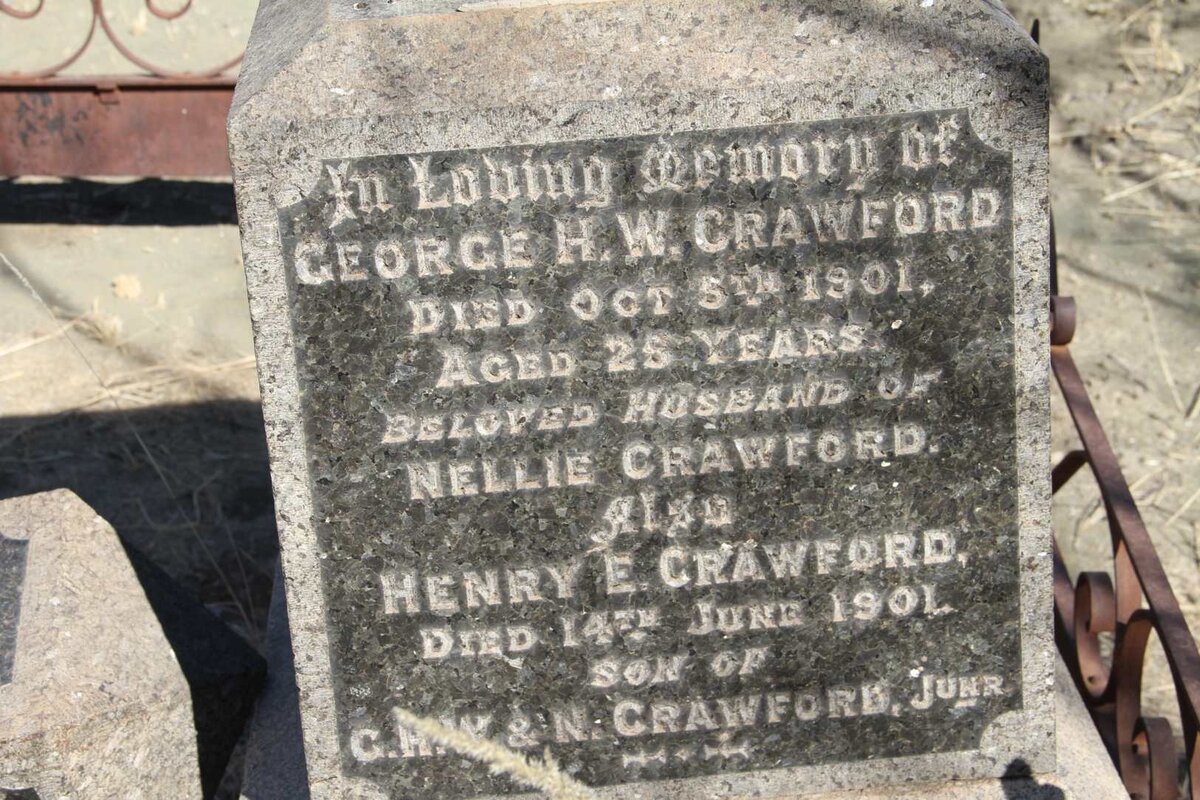 In Loving Memory of
GEORGE H. W. CRAWFORD
DIED OCT 5TH 1901,
AGED 25 YEARS.
BELOVED HUSBAND OF
NELLIE CRAWFORD.
Also
HENRY E. CRAWFORD,
DIED 14TH JUNE 1901.
SON OF
G.H.W & N. CRAWFORD, JUNR